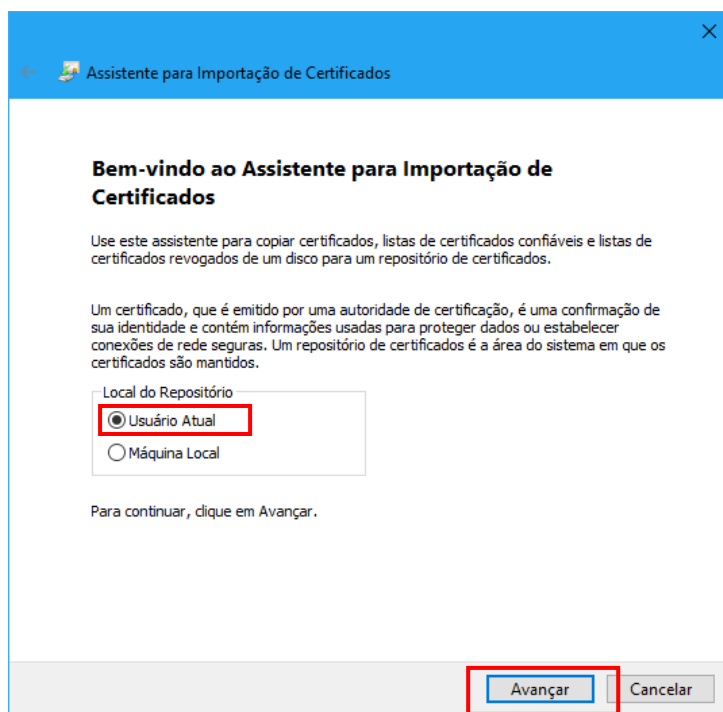 Assistente para Importação de Certificados
Bem-vindo ao Assistente para Importação de
Certificados
Use este assistente para copiar certificados, listas de certificados confiáveis e listas de
certificados revogados de um disco para um repositório de certificados.
Um certificado, que é emitido por uma autoridade de certificação, é uma confirmação de
sua identidade e contém informações usadas para proteger dados ou estabelecer
conexões de rede seguras. Um repositório de certificados é a área do sistema em que os
certificados são mantidos.
Local do Repositório
Usuário Atual
Máquina Local
Para continuar, clique em Avançar.
Avançar Cancelar